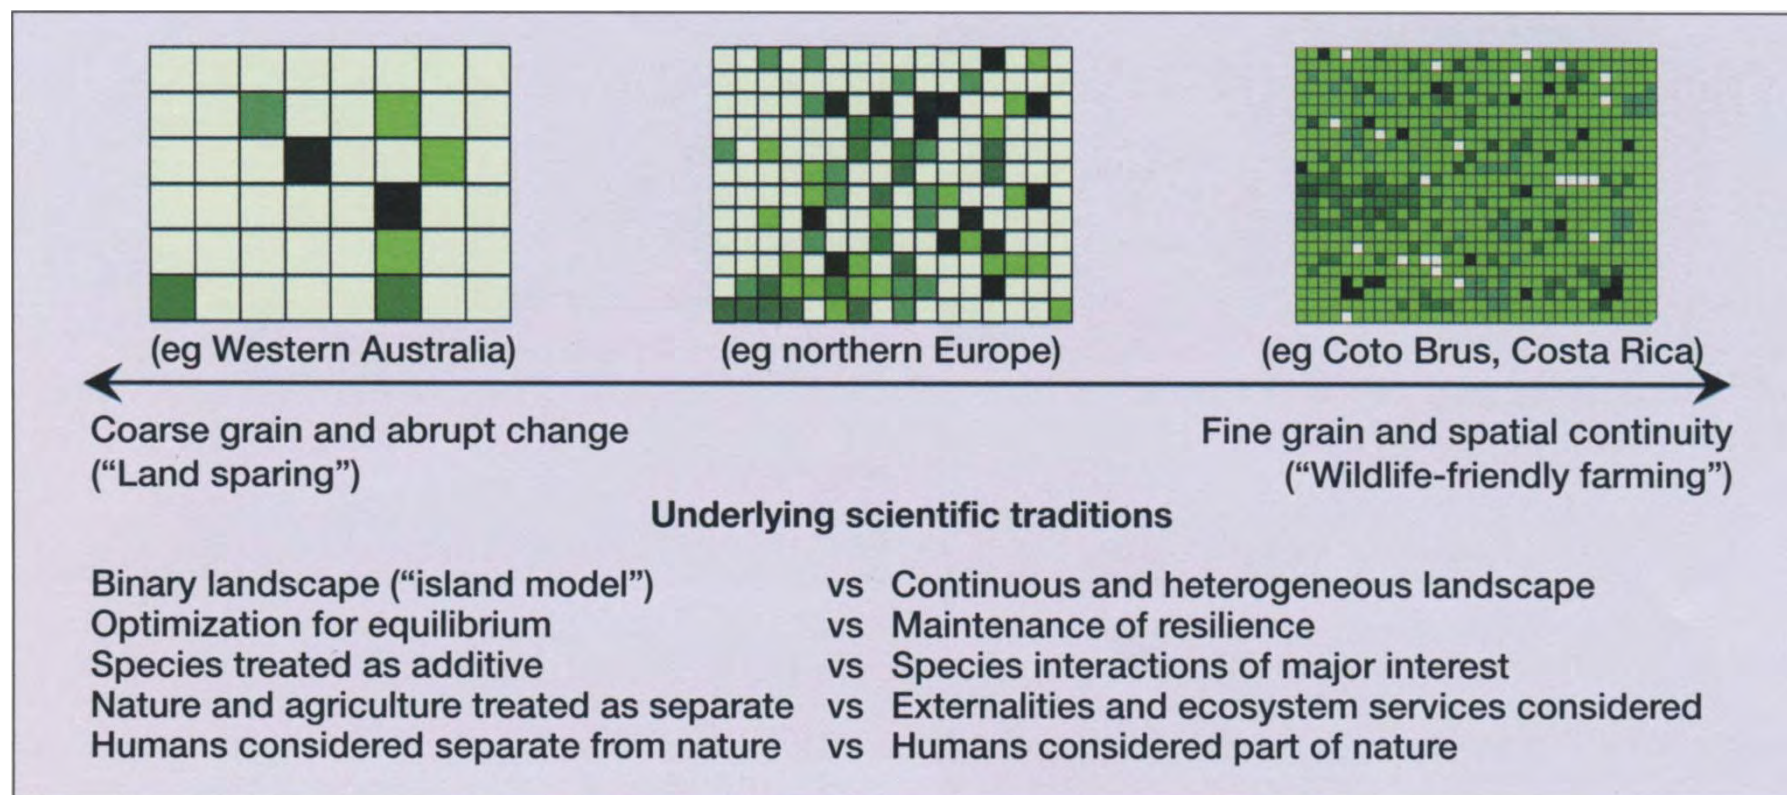 (eg Western Australia)
(eg northern Europe)
(eg Coto Brus, Costa Rica)
Coarse grain and abrupt change
(“Land sparing”)
Fine grain and spatial continuity
(“Wildlife-friendly farming”)
Underlying scientific traditions
Binary landscape (“island model”) vs Continuous and heterogeneous landscape
Optimization for equilibrium vs Maintenance of resilience
Species treated as additive vs Species interactions of major interest
Nature and agriculture treated as separate vs Externalities and ecosystem services considered
Humans considered separate from nature vs Humans considered part of nature